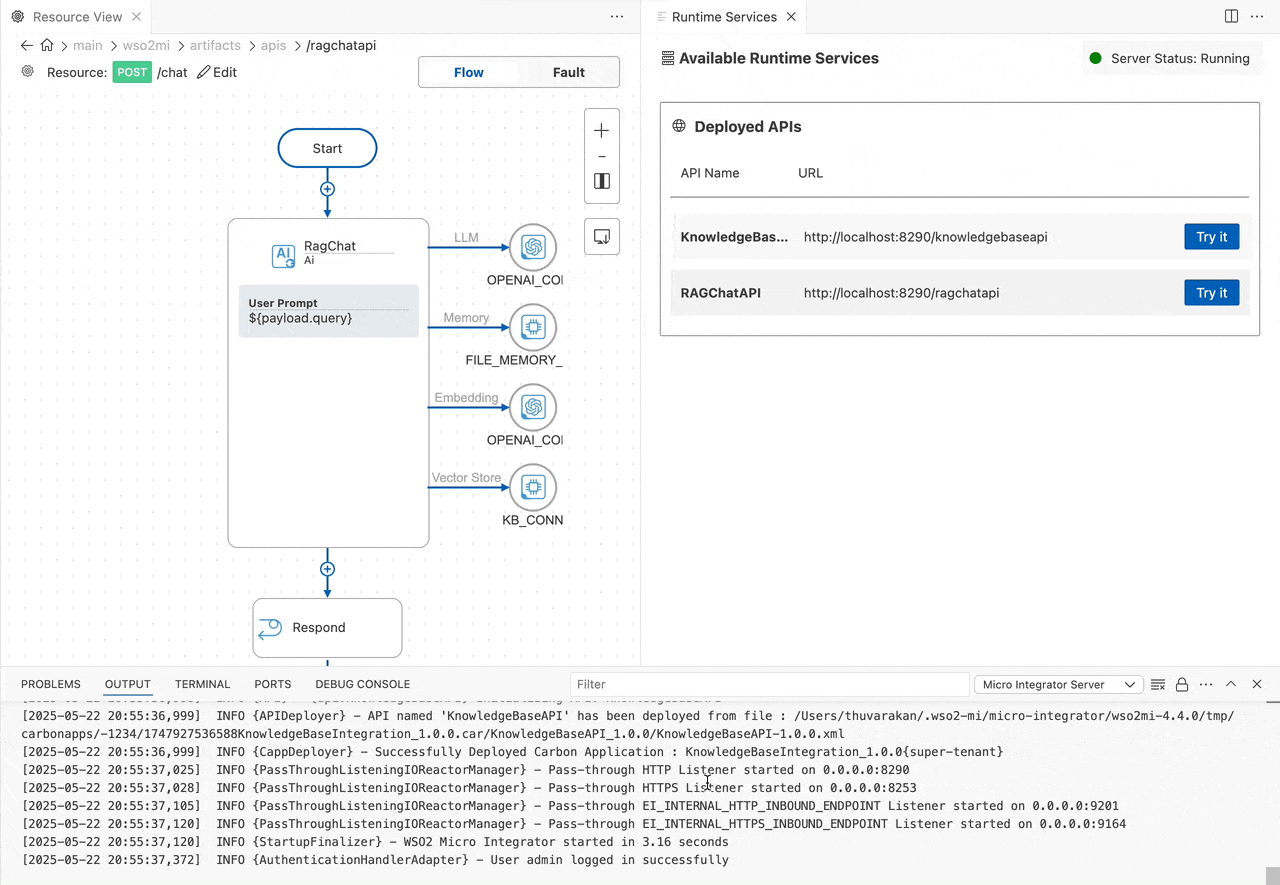 Resource View
Runtime Services
main wso2mi artifacts apis /ragchatapi
Resource: POST /chat Edit
Flow
Fault
Start
RagChat
Ai
User Prompt
${payload.query}
LLM
OPENAI_CO
Memory
FILE_MEMORY_
Embedding
OPENAI_CO
Vector Store
KB_CONN
Respond
Available Runtime Services
Server Status: Running
Deployed APIs
API Name URL
KnowledgeBas... http://localhost:8290/knowledgebaseapi Try it
RAGChatAPI http://localhost:8290/ragchatapi Try it
PROBLEMS OUTPUT TERMINAL PORTS DEBUG CONSOLE
Filter
Micro Integrator Server
[2025-05-22 20:55:36,999] INFO {APIDeployer} - API named 'KnowledgeBaseAPI' has been deployed from file : /Users/thuvarakan/.wso2-mi/micro-integrator/wso2mi-4.4.0/tmp/
carbonapps/-1234/1747927536588KnowledgeBaseIntegration_1.0.0.car/KnowledgeBaseAPI_1.0.0/KnowledgeBaseAPI-1.0.0.xml
[2025-05-22 20:55:36,999] INFO {CappDeployer} - Successfully Deployed Carbon Application : KnowledgeBaseIntegration_1.0.0{super-tenant}
[2025-05-22 20:55:37,025] INFO {PassThroughListeningIOReactorManager} - Pass-through HTTP Listener started on 0.0.0.0:8290
[2025-05-22 20:55:37,028] INFO {PassThroughListeningIOReactorManager} - Pass-through HTTPS Listener started on 0.0.0.0:8253
[2025-05-22 20:55:37,105] INFO {PassThroughListeningIOReactorManager} - Pass-through EI_INTERNAL_HTTP_INBOUND_ENDPOINT Listener started on 0.0.0.0:9201
[2025-05-22 20:55:37,120] INFO {PassThroughListeningIOReactorManager} - Pass-through EI_INTERNAL_HTTPS_INBOUND_ENDPOINT Listener started on 0.0.0.0:9164
[2025-05-22 20:55:37,120] INFO {StartupFinalizer} - WSO2 Micro Integrator started in 3.16 seconds
[2025-05-22 20:55:37,372] INFO {AuthenticationHandlerAdapter} - User admin logged in successfully